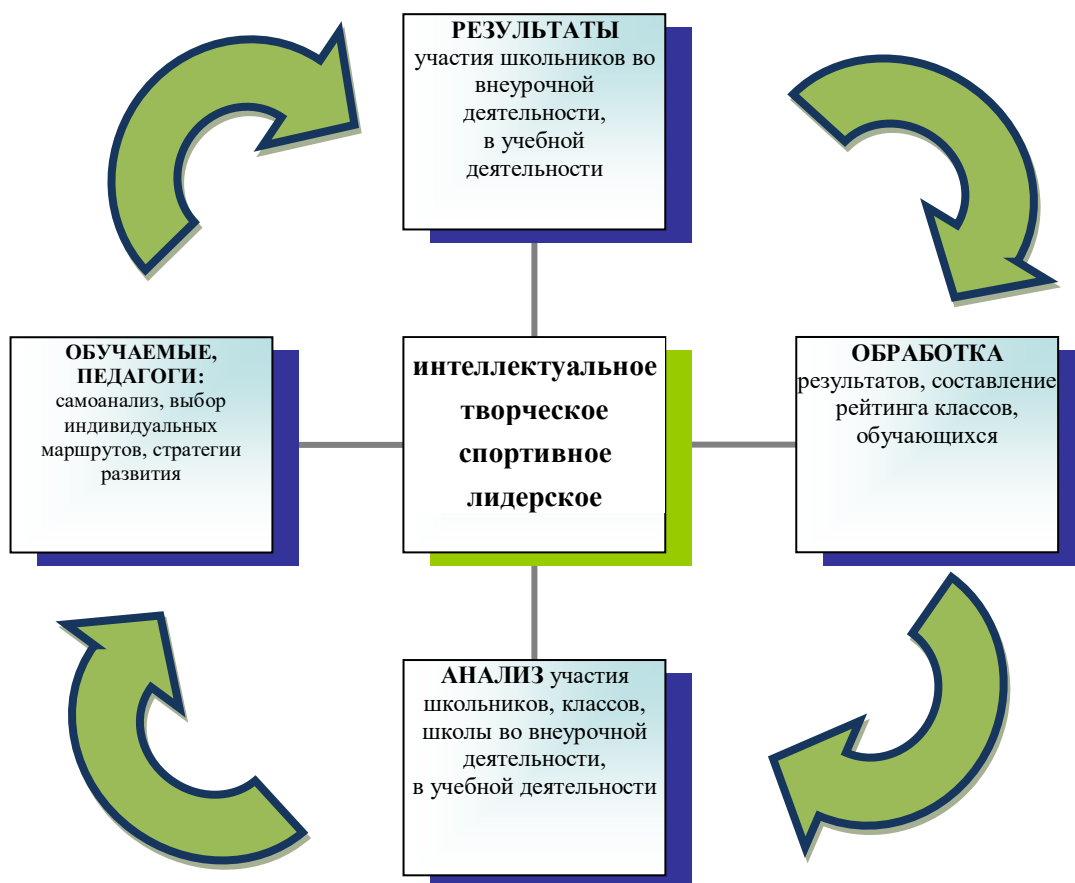 РЕЗУЛЬТАТЫ
участия школьников во
внеурочной
деятельности,
в учебной
деятельности
ОБУЧАЕМЫЕ,
ПЕДАГОГИ:
самоанализ, выбор
индивидуальных
маршрутов, стратегии
развития
интеллектуальное
творческое
спортивное
лидерское
ОБРАБОТКА
результатов, составление
рейтинга классов,
обучающихся
АНАЛИЗ участия
школьников, классов,
школы во внеурочной
деятельности,
в учебной деятельности